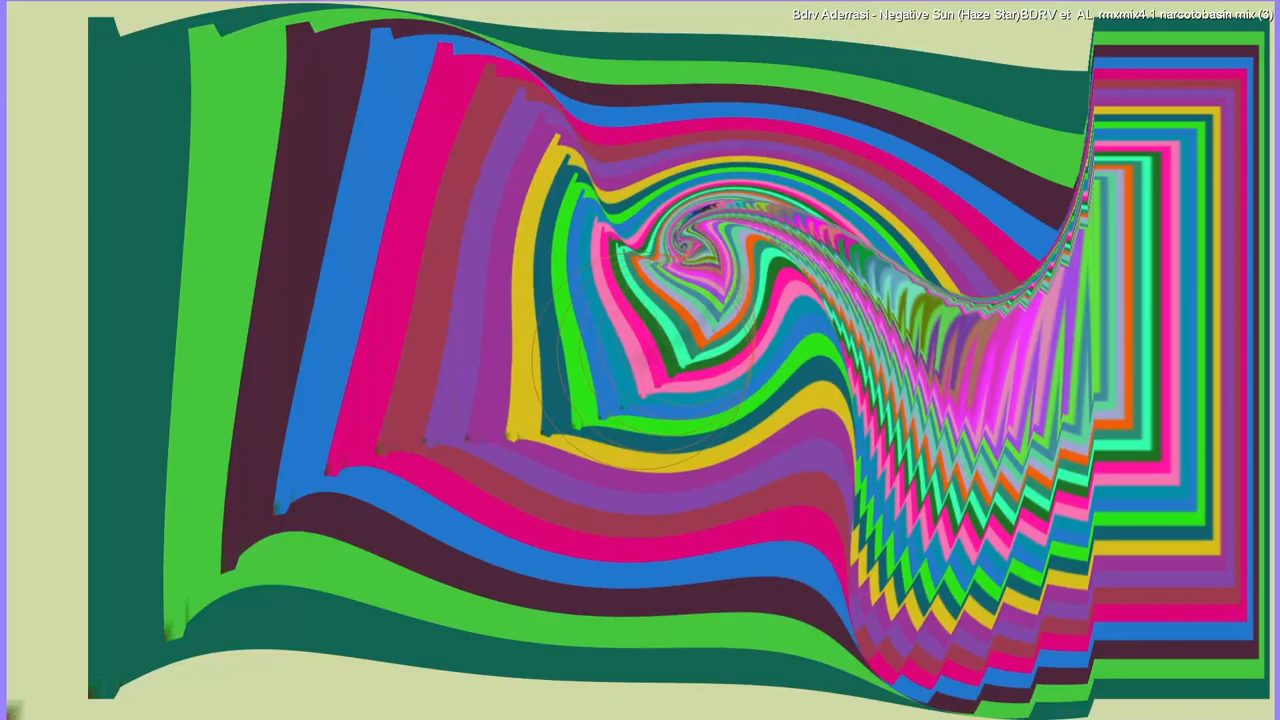 Bdrv Aderrasi - Negative Sun (Haze Star)BDRV et  AL  rmxmix4.1 narcotobasin mix (3)